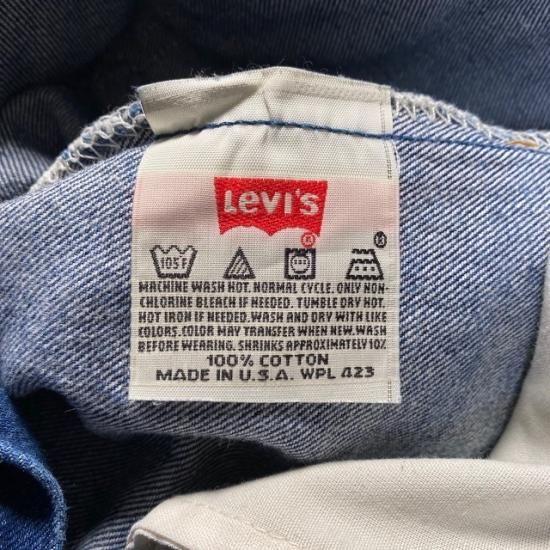 Levi's
105F
MACHINE WASH HOT. NORMAL CYCLE. ONLY NON-
CHLORINE BLEACH IF NEEDED. TUMBLE DRY HOT.
HOT IRON IF NEEDED. WASH AND DRY WITH LIKE
COLORS. COLOR MAY TRANSFER WHEN NEW. WASH
BEFORE WEARING. SHRINKS APPROXIMATELY 10%
100% COTTON
MADE IN U.S.A. WPL 423